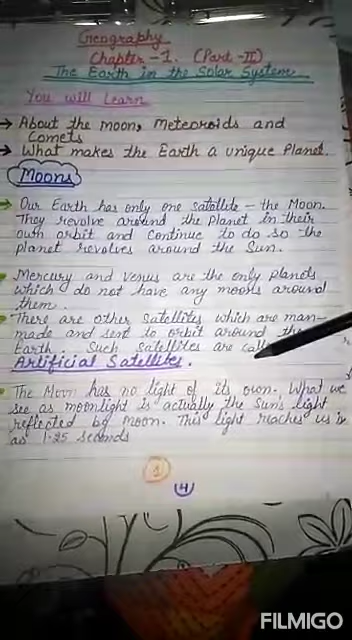 Geography
Chapter-1. (Part-II)
The Earth in the Solar System
You will learn
→ About the moon, Meteoroids and
Comets
→ What makes the Earth a unique Planet.
Moons
→ Our Earth has only one satellite - the Moon.
They revolve around the planet in their
own orbit and continue to do so the
planet revolves around the Sun.
Mercury and Venus are the only planets
which do not have any moons around
them.
There are other satellites which are man-
made and sent to orbit around the
Earth. Such satellites are
Artificial Satellites.
The Moon has no light of its own. What we
see as moonlight is actually the Sun's light
reflected by moon. This light reaches us in
as 1.25 seconds
1
4
FILMIGO